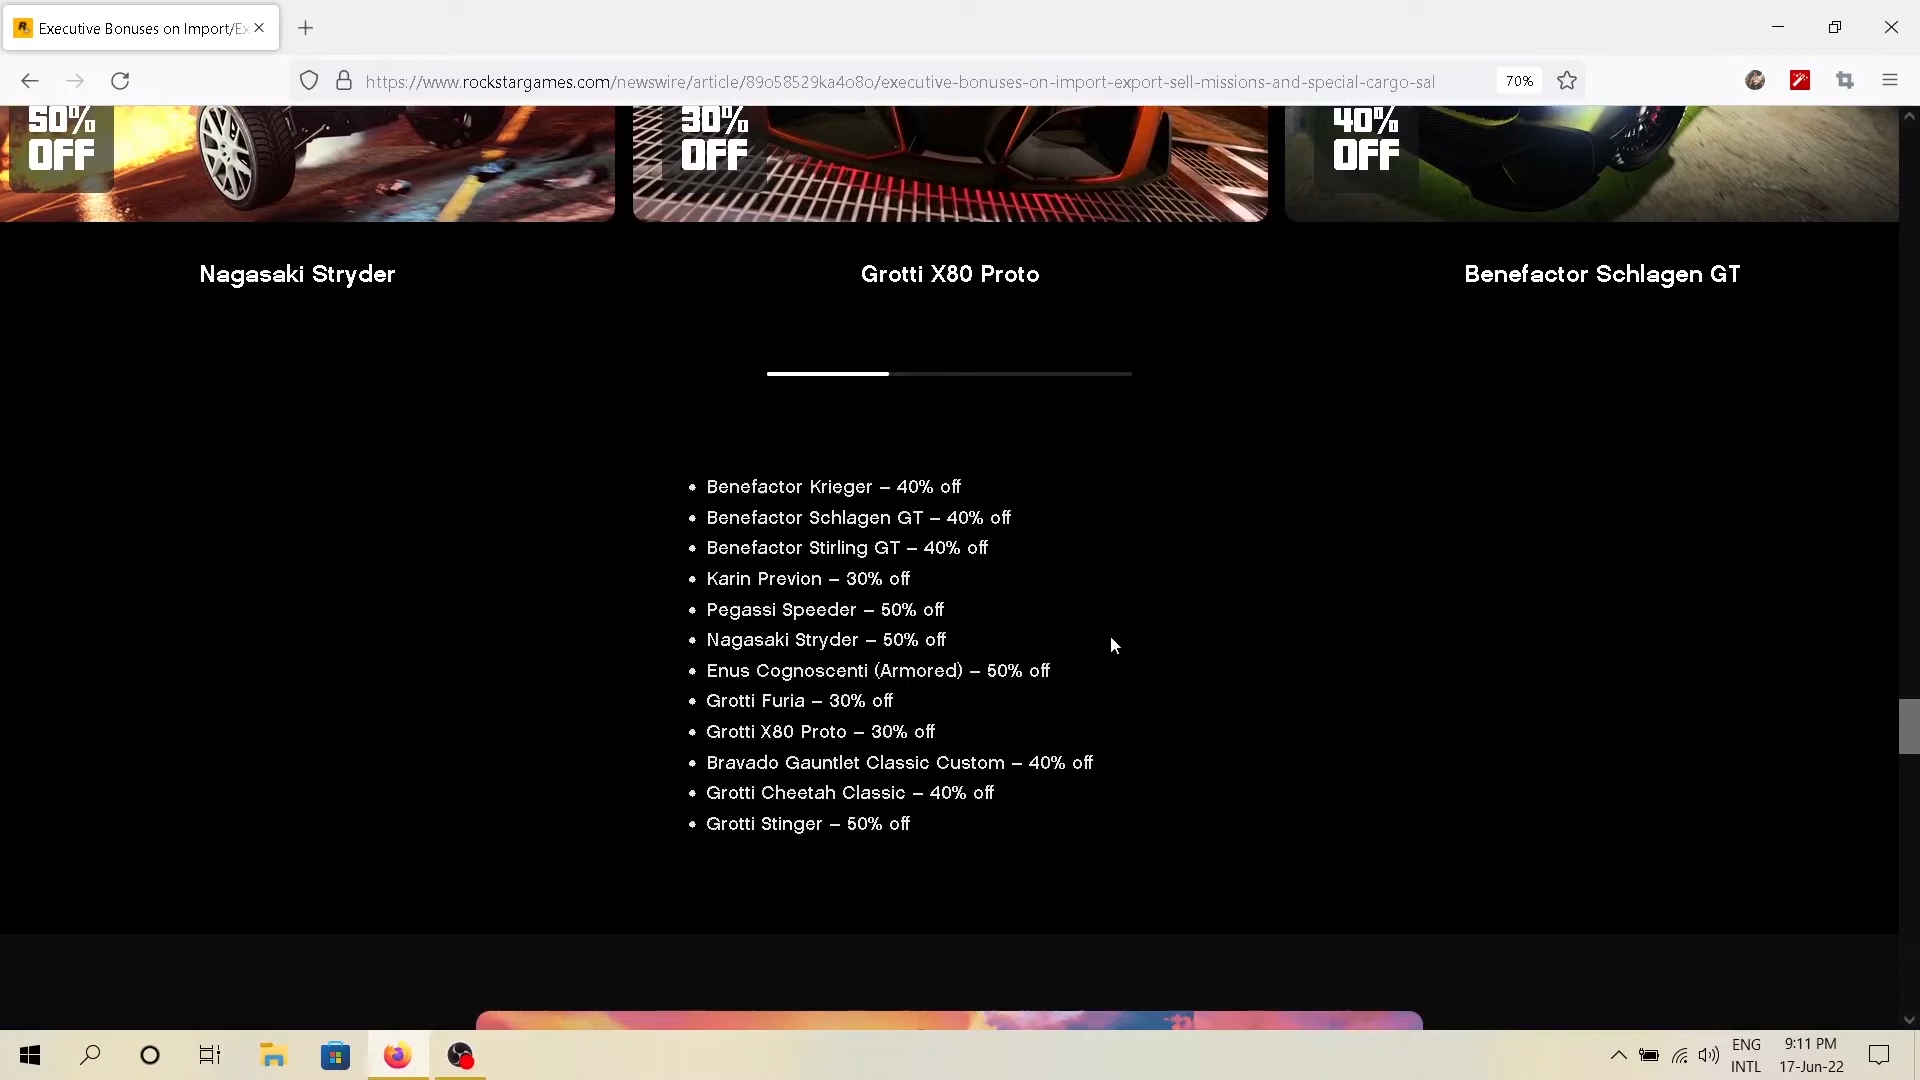 Executive Bonuses on Import/Ex
https://www.rockstargames.com/newswire/article/89o58529ka4o8o/executive-bonuses-on-import-export-sell-missions-and-special-cargo-sal
70%
50%
OFF
30%
OFF
40%
OFF
Nagasaki Stryder
Grotti X80 Proto
Benefactor Schlagen GT
• Benefactor Krieger – 40% off
• Benefactor Schlagen GT – 40% off
• Benefactor Stirling GT – 40% off
• Karin Previon – 30% off
• Pegassi Speeder – 50% off
• Nagasaki Stryder – 50% off
• Enus Cognoscenti (Armored) – 50% off
• Grotti Furia – 30% off
• Grotti X80 Proto – 30% off
• Bravado Gauntlet Classic Custom – 40% off
• Grotti Cheetah Classic – 40% off
• Grotti Stinger – 50% off
ENG
INTL
9:11 PM
17-Jun-22